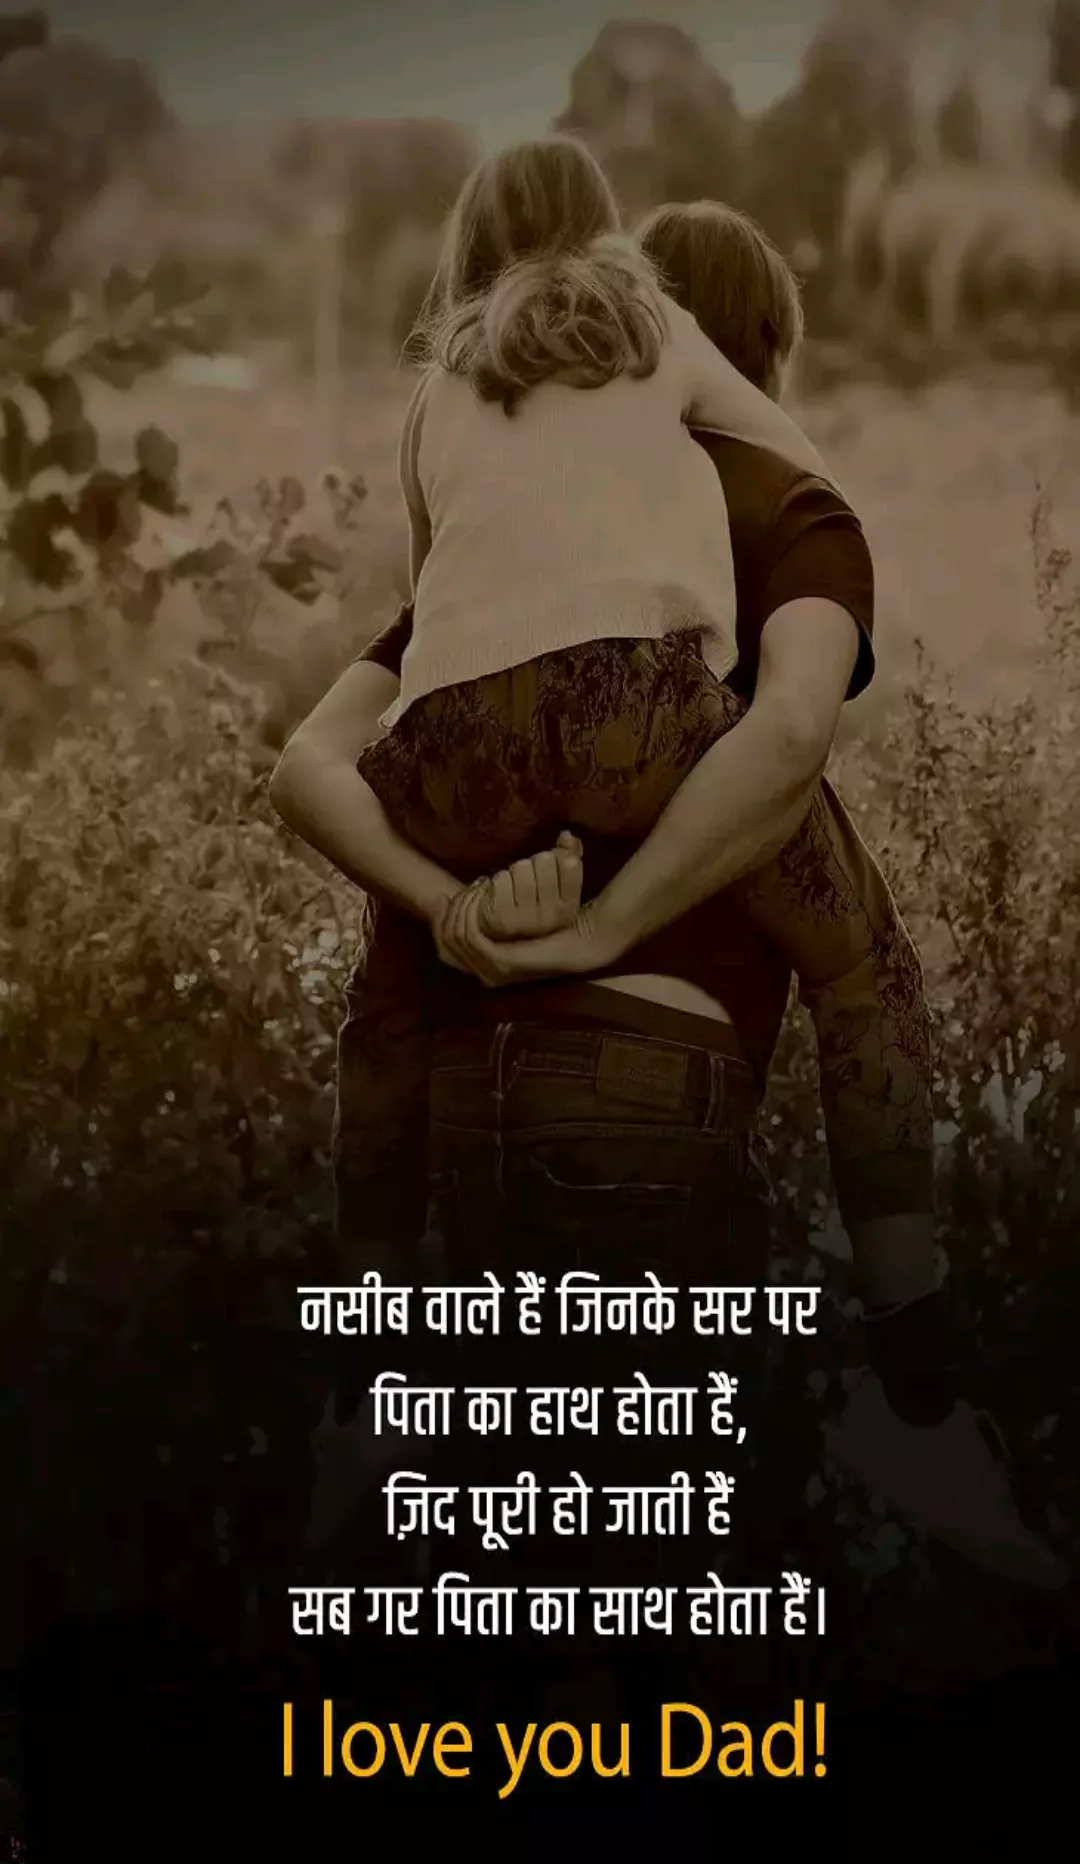 नसीब वाले हैं जिनके सर पर
पिता का हाथ होता हैं,
ज़िद पूरी हो जाती हैं
सब गर पिता का साथ होता हैं।
I love you Dad!